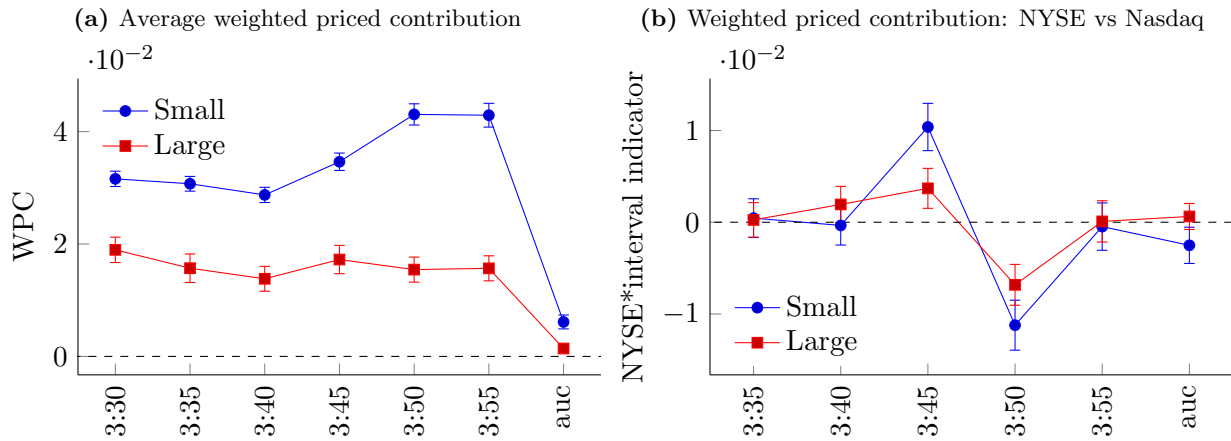 (a) Average weighted priced contribution
·10⁻²
Small
Large
4
2
0
WPC
3:30
3:35
3:40
3:45
3:50
3:55
auc
(b) Weighted priced contribution: NYSE vs Nasdaq
·10⁻²
1
0
−1
NYSE*interval indicator
Small
Large
3:35
3:40
3:45
3:50
3:55
auc